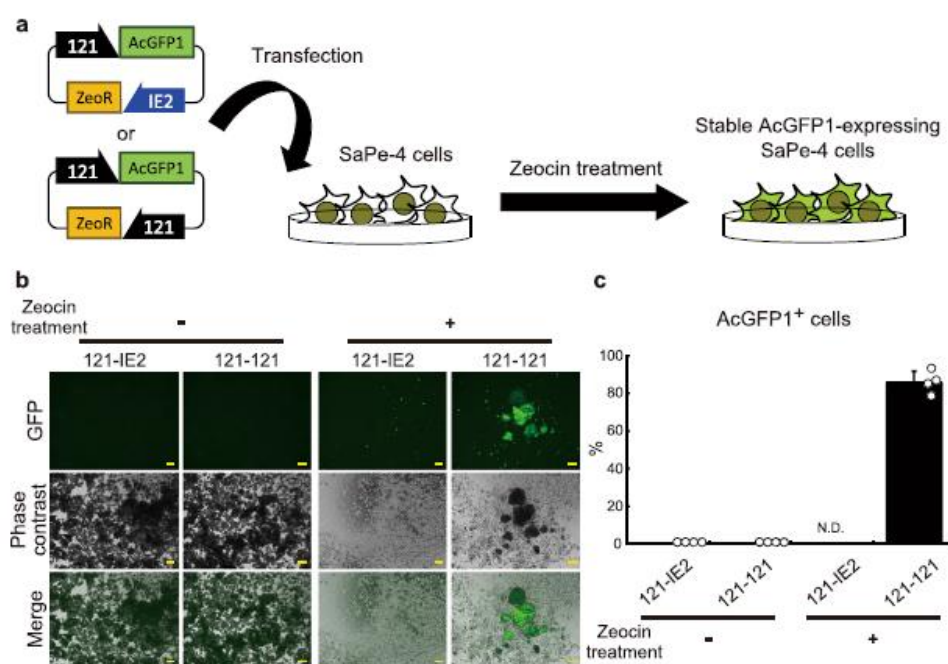 a
121 AcGFP1
ZeoR IE2
or
121 AcGFP1
ZeoR 121
Transfection
SaPe-4 cells
Zeocin treatment
Stable AcGFP1-expressing
SaPe-4 cells
b
Zeocin
treatment
- +
121-IE2 121-121 121-IE2 121-121
GFP
Phase
contrast
Merge
c
AcGFP1+ cells
%
100
80
60
40
20
0
N.D.
121-IE2 121-121 121-IE2 121-121
Zeocin
treatment
- +